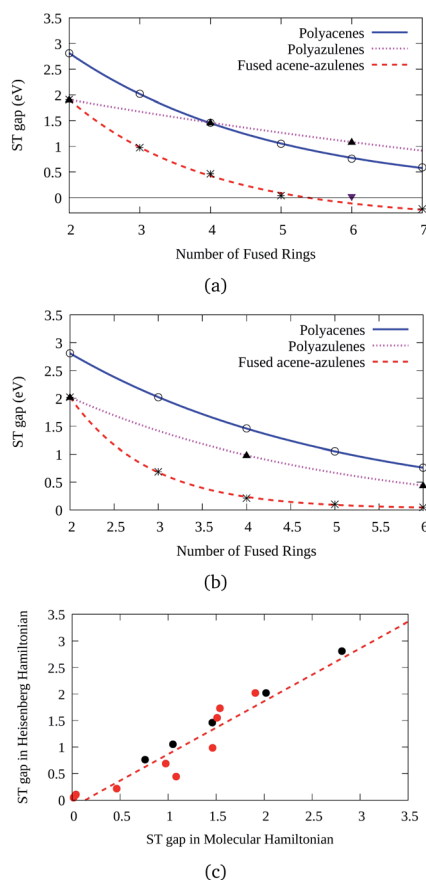 3.5
3
2.5
2
1.5
1
0.5
0
ST gap (eV)
Polyacenes
Polyazulenes
Fused acene-azulenes
2 3 4 5 6 7
Number of Fused Rings
(a)
3.5
3
2.5
2
1.5
1
0.5
0
ST gap (eV)
Polyacenes
Polyazulenes
Fused acene-azulenes
2 2.5 3 3.5 4 4.5 5 5.5 6
Number of Fused Rings
(b)
3.5
3
2.5
2
1.5
1
0.5
0
ST gap in Heisenberg Hamiltonian
0 0.5 1 1.5 2 2.5 3 3.5
ST gap in Molecular Hamiltonian
(c)